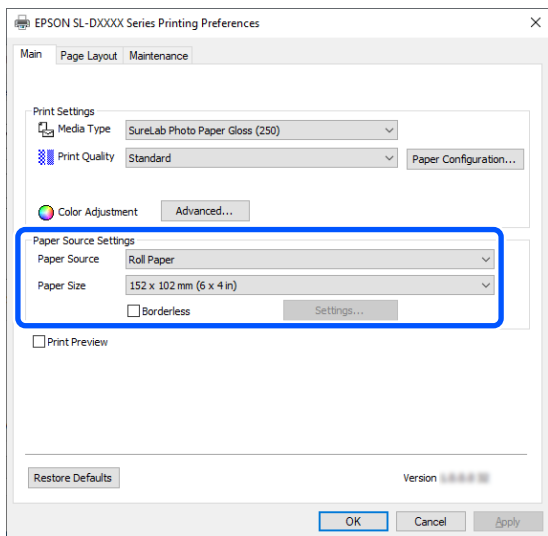 EPSON SL-DXXXX Series Printing Preferences
Main Page Layout Maintenance
Print Settings
Media Type SureLab Photo Paper Gloss (250)
Print Quality Standard Paper Configuration...
Color Adjustment Advanced...
Paper Source Settings
Paper Source Roll Paper
Paper Size 152 x 102 mm (6 x 4 in)
Borderless Settings...
Print Preview
Restore Defaults Version
OK Cancel Apply